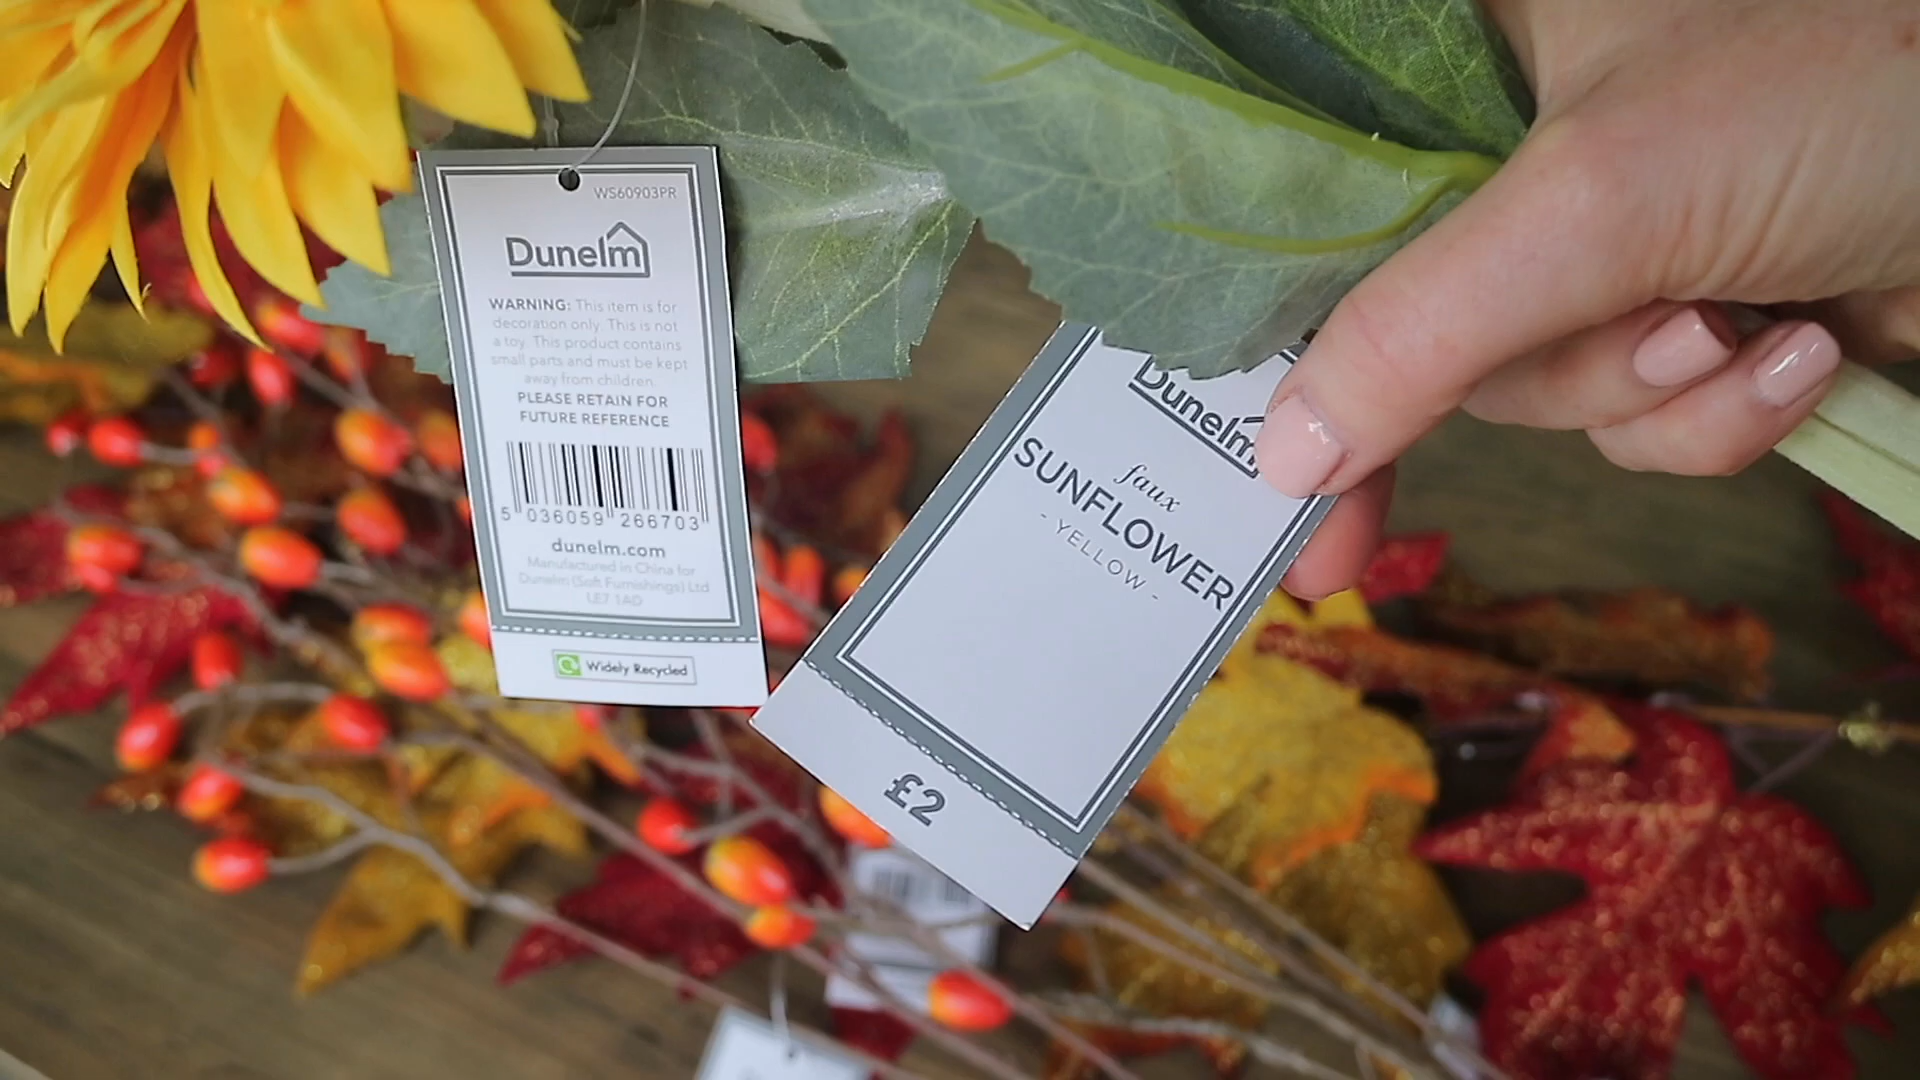 WS60903PR
Dunelm
WARNING: This item is for
decoration only. This is not
a toy. This product contains
small parts and must be kept
away from children.
PLEASE RETAIN FOR
FUTURE REFERENCE
5 036059 266703
dunelm.com
Manufactured in China for
Dunelm (Soft Furnishings) Ltd
LE7 1AD
Widely Recycled
Dunelm
faux
SUNFLOWER
- YELLOW -
£2